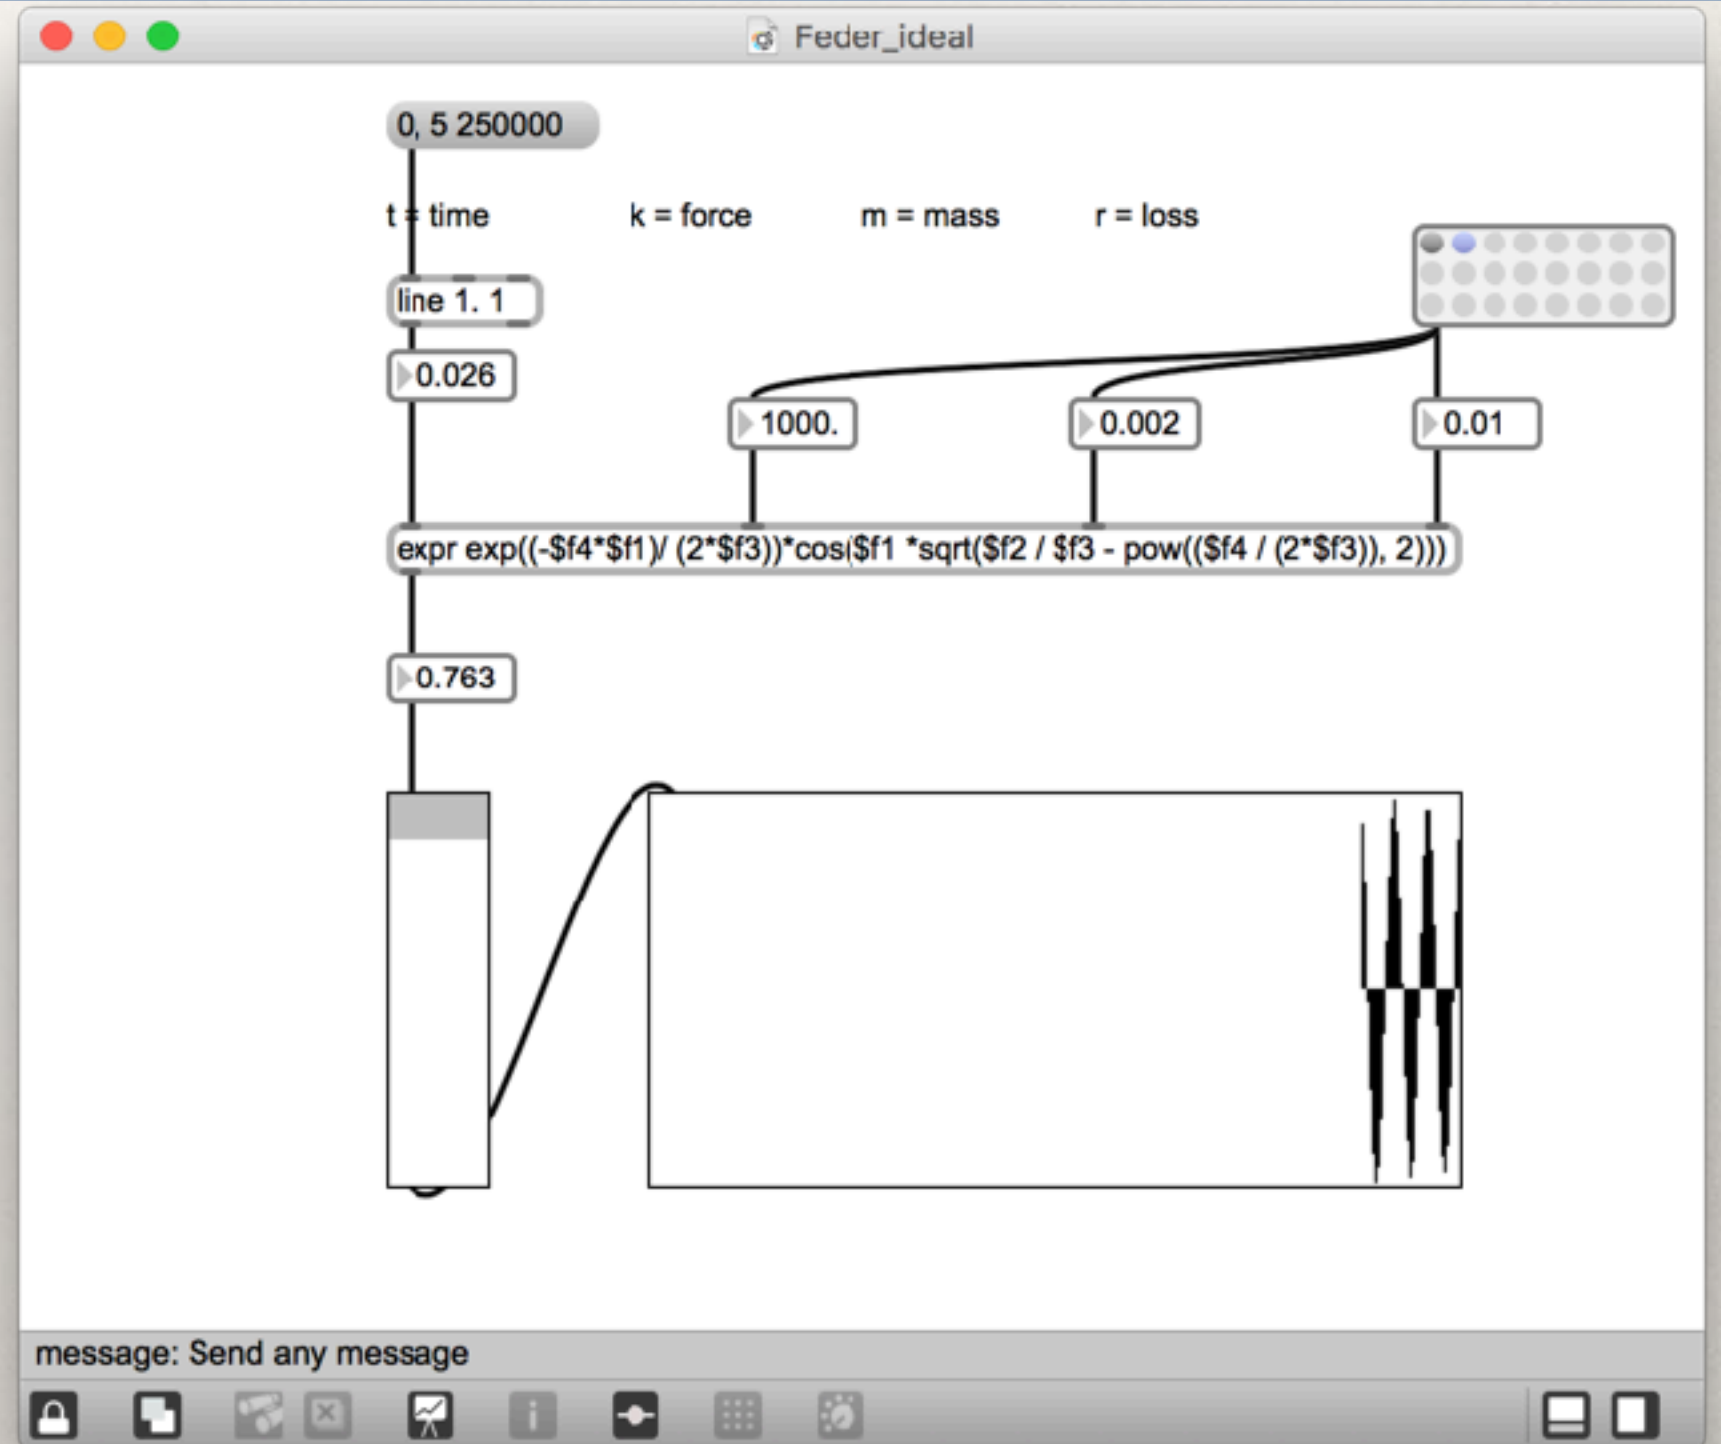 Feder_ideal
0, 5 250000
t = time
k = force
m = mass
r = loss
line 1. 1
0.026
1000.
0.002
0.01
expr exp((-$f4*$f1)/ (2*$f3))*cos($f1 *sqrt($f2 / $f3 - pow(($f4 / (2*$f3)), 2)))
0.763
message: Send any message